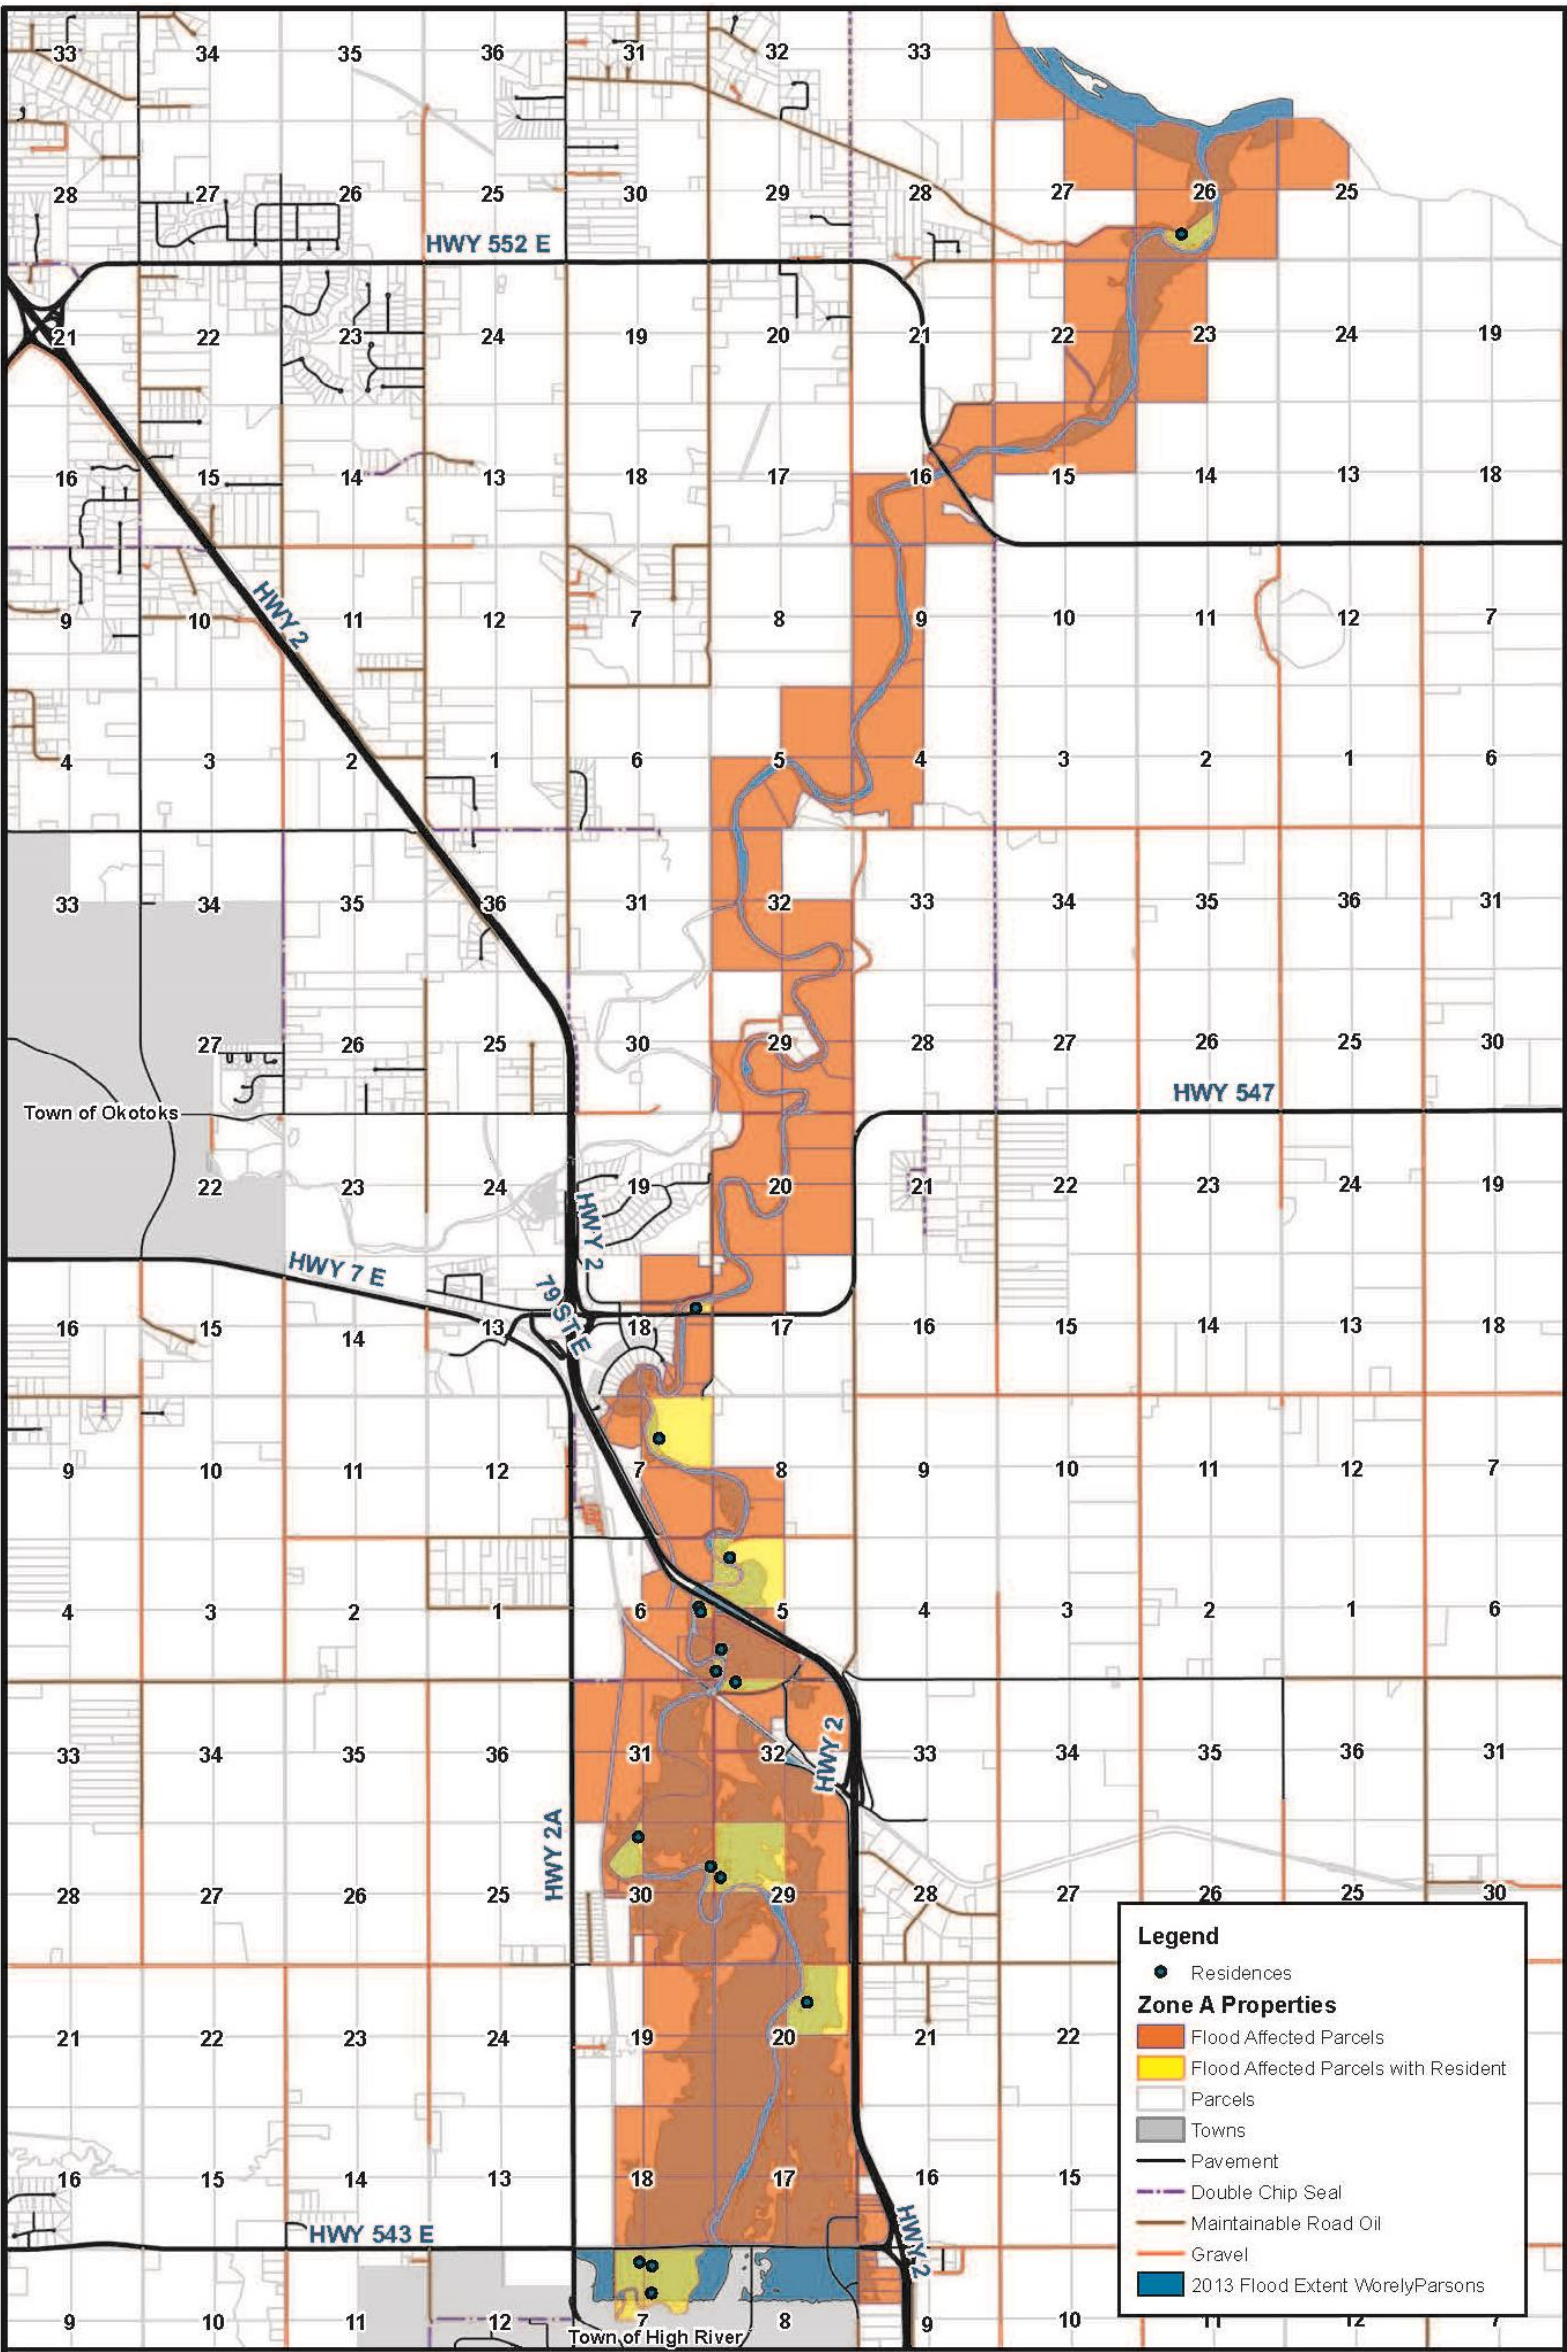 33 34 35 36 31 32 33
28 27 26 25 30 29 28 27 26 25
HWY 552 E
21 22 23 24 19 20 21 22 23 24 19
16 15 14 13 18 17 16 15 14 13 18
HWY 2
9 10 11 12 7 8 9 10 11 12 7
4 3 2 1 6 5 4 3 2 1 6
33 34 35 36 31 32 33 34 35 36 31
27 26 25 30 29 28 27 26 25 30
HWY 547
Town of Okotoks
22 23 24 19 20 21 22 23 24 19
HWY 2
HWY 7 E
79 ST E
16 15 14 13 18 17 16 15 14 13 18
9 10 11 12 7 8 9 10 11 12 7
4 3 2 1 6 5 4 3 2 1 6
33 34 35 36 31 32 33 34 35 36 31
HWY 2
HWY 2A
28 27 26 25 30 29 28 27 26 25 30
21 22 23 24 19 20 21 22
16 15 14 13 18 17 16 15
HWY 543 E
HWY 2
9 10 11 12 7 8 9 10 11 12 7
Town of High River
Legend
Residences
Zone A Properties
Flood Affected Parcels
Flood Affected Parcels with Resident
Parcels
Towns
Pavement
Double Chip Seal
Maintainable Road Oil
Gravel
2013 Flood Extent WorelyParsons